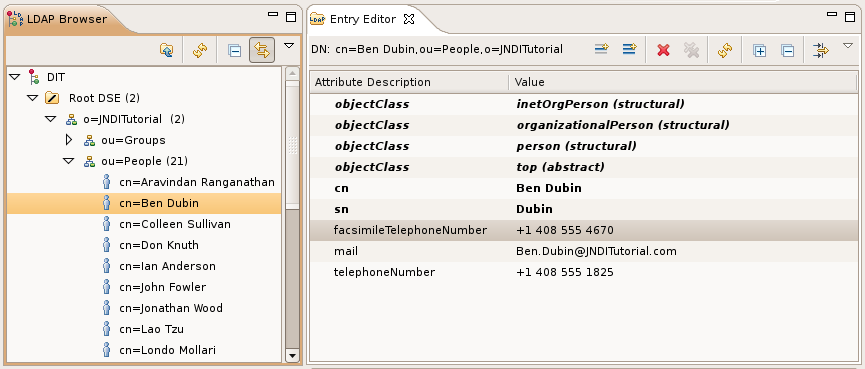 LDAP Browser
DIT
Root DSE (2)
o=JNDITutorial (2)
ou=Groups
ou=People (21)
cn=Aravindan Ranganathan
cn=Ben Dubin
cn=Colleen Sullivan
cn=Don Knuth
cn=Ian Anderson
cn=John Fowler
cn=Jonathan Wood
cn=Lao Tzu
cn=Londo Mollari
LDAP Entry Editor
DN: cn=Ben Dubin,ou=People,o=JNDITutorial
Attribute Description Value
objectClass inetOrgPerson (structural)
objectClass organizationalPerson (structural)
objectClass person (structural)
objectClass top (abstract)
cn Ben Dubin
sn Dubin
facsimileTelephoneNumber +1 408 555 4670
mail Ben.Dubin@JNDITutorial.com
telephoneNumber +1 408 555 1825